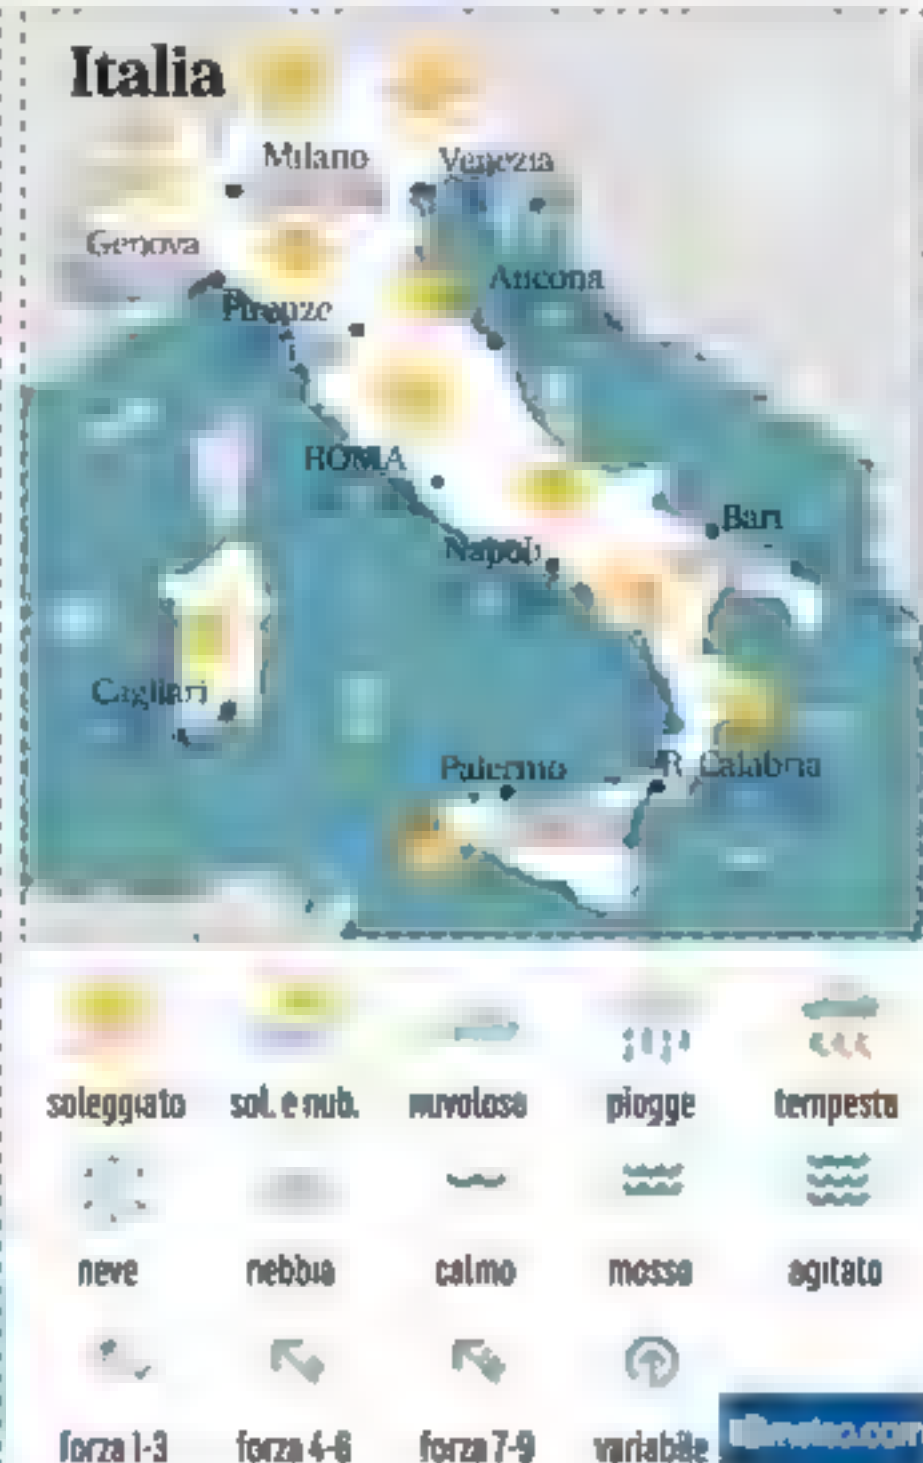 Italia
Milano
Venezia
Genova
Ancona
Firenze
ROMA
Bari
Napoli
Cagliari
Palermo
R. Calabria
soleggiato sol. e nub. nuvoloso piogge tempesta
neve nebbia calmo mosso agitato
forza 1-3 forza 4-6 forza 7-9 variabile